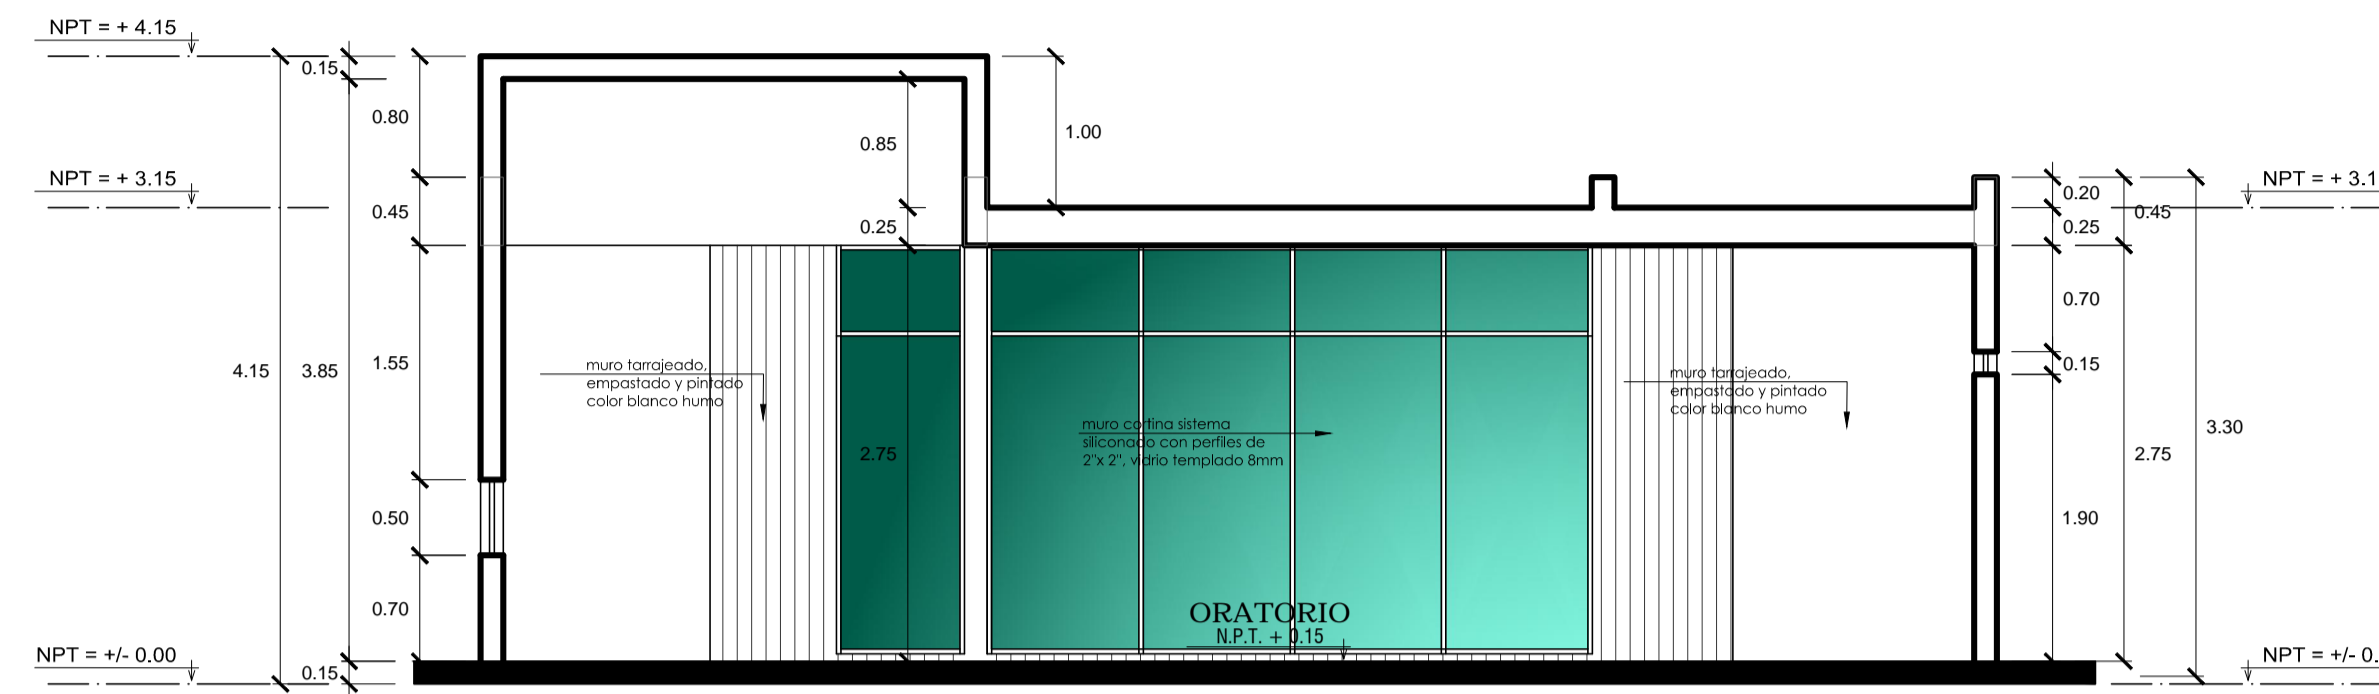 NPT = + 4.15
0.15
0.80
0.85
1.00
NPT = + 3.15
0.45
0.25
NPT = + 3.1
0.20
0.45
0.25
0.70
4.15
3.85
1.55
muro tarrajeado,
empastado y pintado
color blanco humo
2.75
muro cortina sistema
siliconado con perfiles de
2"x 2", vidrio templado 8mm
muro tarrajeado,
empastado y pintado
color blanco humo
0.15
3.30
2.75
1.90
0.50
0.70
ORATORIO
N.P.T. + 0.15
NPT = +/- 0.00
0.15
NPT = +/- 0.